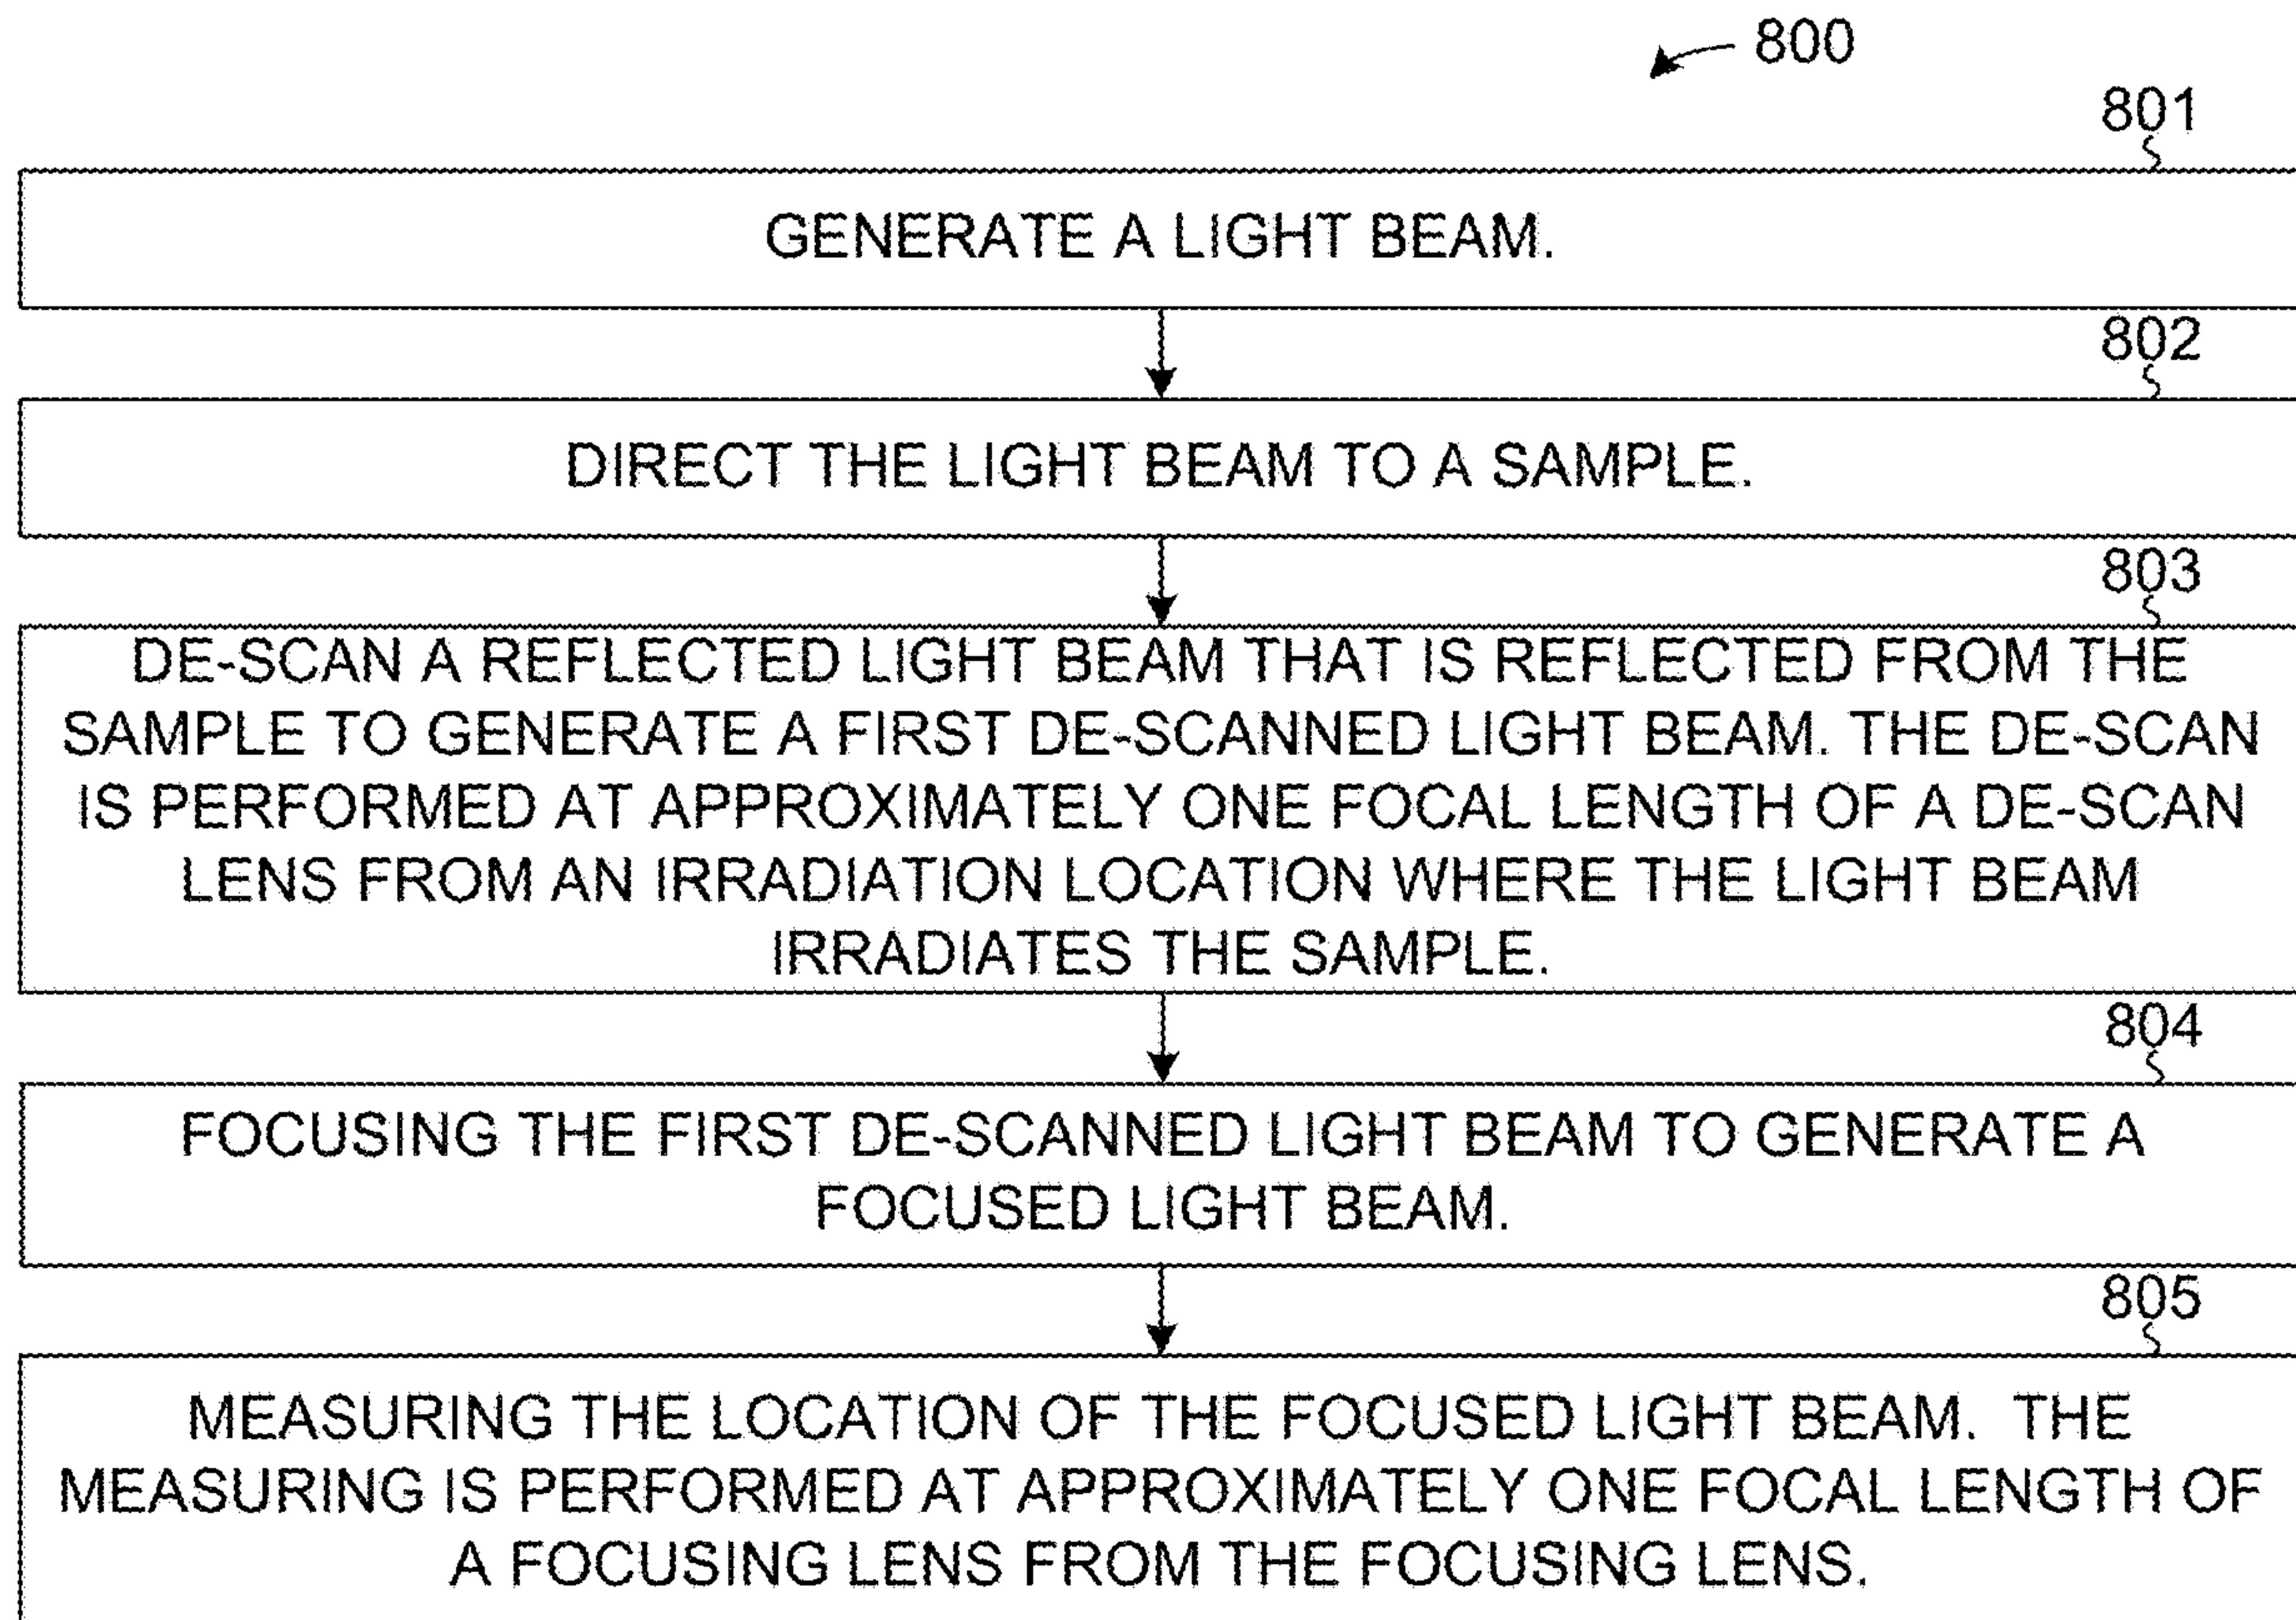 800
801
GENERATE A LIGHT BEAM.
802
DIRECT THE LIGHT BEAM TO A SAMPLE.
803
DE-SCAN A REFLECTED LIGHT BEAM THAT IS REFLECTED FROM THE
SAMPLE TO GENERATE A FIRST DE-SCANNED LIGHT BEAM. THE DE-SCAN
IS PERFORMED AT APPROXIMATELY ONE FOCAL LENGTH OF A DE-SCAN
LENS FROM AN IRRADIATION LOCATION WHERE THE LIGHT BEAM
IRRADIATES THE SAMPLE.
804
FOCUSING THE FIRST DE-SCANNED LIGHT BEAM TO GENERATE A
FOCUSED LIGHT BEAM.
805
MEASURING THE LOCATION OF THE FOCUSED LIGHT BEAM. THE
MEASURING IS PERFORMED AT APPROXIMATELY ONE FOCAL LENGTH OF
A FOCUSING LENS FROM THE FOCUSING LENS.